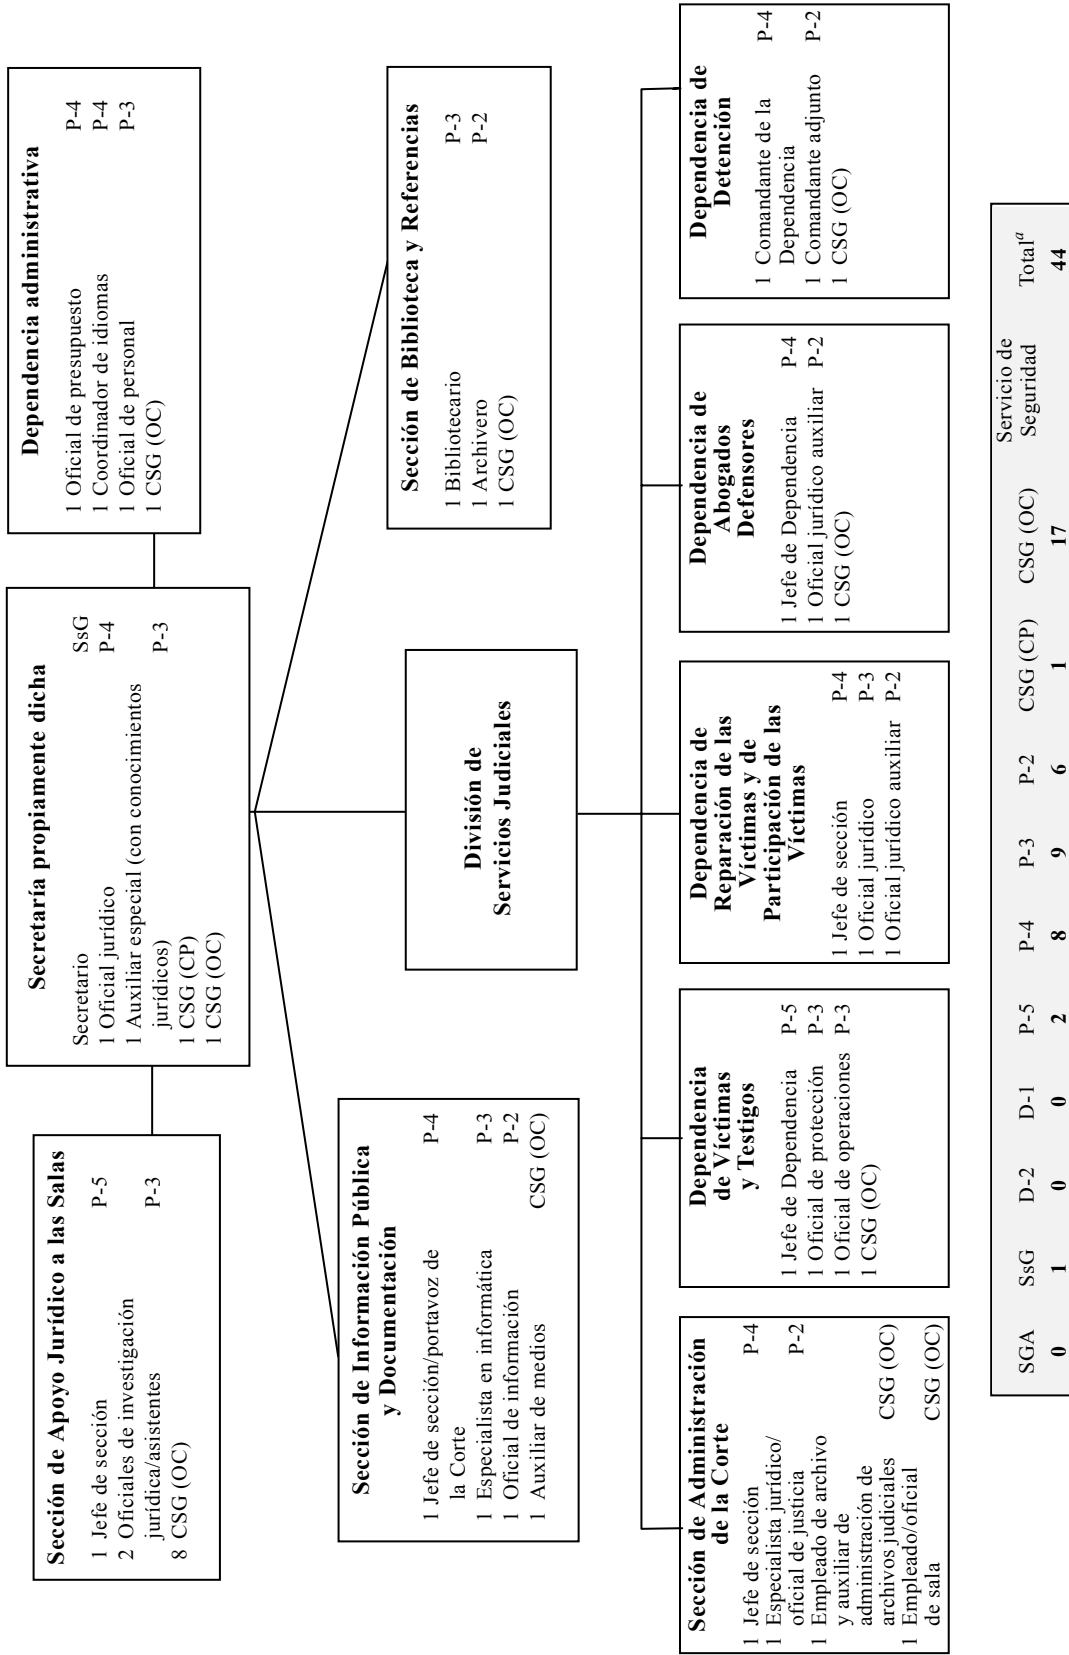 Sección de Apoyo Jurídico a las Salas
1 Jefe de sección P-5
2 Oficiales de investigación
jurídica/asistentes P-3
8 CSG (OC)
Secretaría propiamente dicha
Secretario SsG
1 Oficial jurídico P-4
1 Auxiliar especial (con conocimientos
jurídicos) P-3
1 CSG (CP)
1 CSG (OC)
Dependencia administrativa
1 Oficial de presupuesto P-4
1 Coordinador de idiomas P-4
1 Oficial de personal P-3
1 CSG (OC)
Sección de Información Pública
y Documentación
1 Jefe de sección/portavoz de P-4
la Corte
1 Especialista en informática P-3
1 Oficial de información P-2
1 Auxiliar de medios CSG (OC)
División de
Servicios Judiciales
Sección de Biblioteca y Referencias
1 Bibliotecario P-3
1 Archivero P-2
1 CSG (OC)
Sección de Administración
de la Corte
1 Jefe de sección P-4
1 Especialista jurídico/
oficial de justicia P-2
1 Empleado de archivo
y auxiliar de
administración de
archivos judiciales CSG (OC)
1 Empleado/oficial
de sala CSG (OC)
Dependencia
de Víctimas
y Testigos
1 Jefe de Dependencia P-5
1 Oficial de protección P-3
1 Oficial de operaciones P-3
1 CSG (OC)
Dependencia de
Reparación de las
Víctimas y de
Participación de las
Víctimas
1 Jefe de sección P-4
1 Oficial jurídico P-3
1 Oficial jurídico auxiliar P-2
Dependencia de
Abogados
Defensores
1 Jefe de Dependencia P-4
1 Oficial jurídico auxiliar P-2
1 CSG (OC)
Dependencia de
Detención
1 Comandante de la P-4
Dependencia
1 Comandante adjunto P-2
1 CSG (OC)
Servicio de
SGA SsG D-2 D-1 P-5 P-4 P-3 P-2 CSG (CP) CSG (OC) Seguridad Total a
0 1 0 0 2 8 9 6 1 17 44